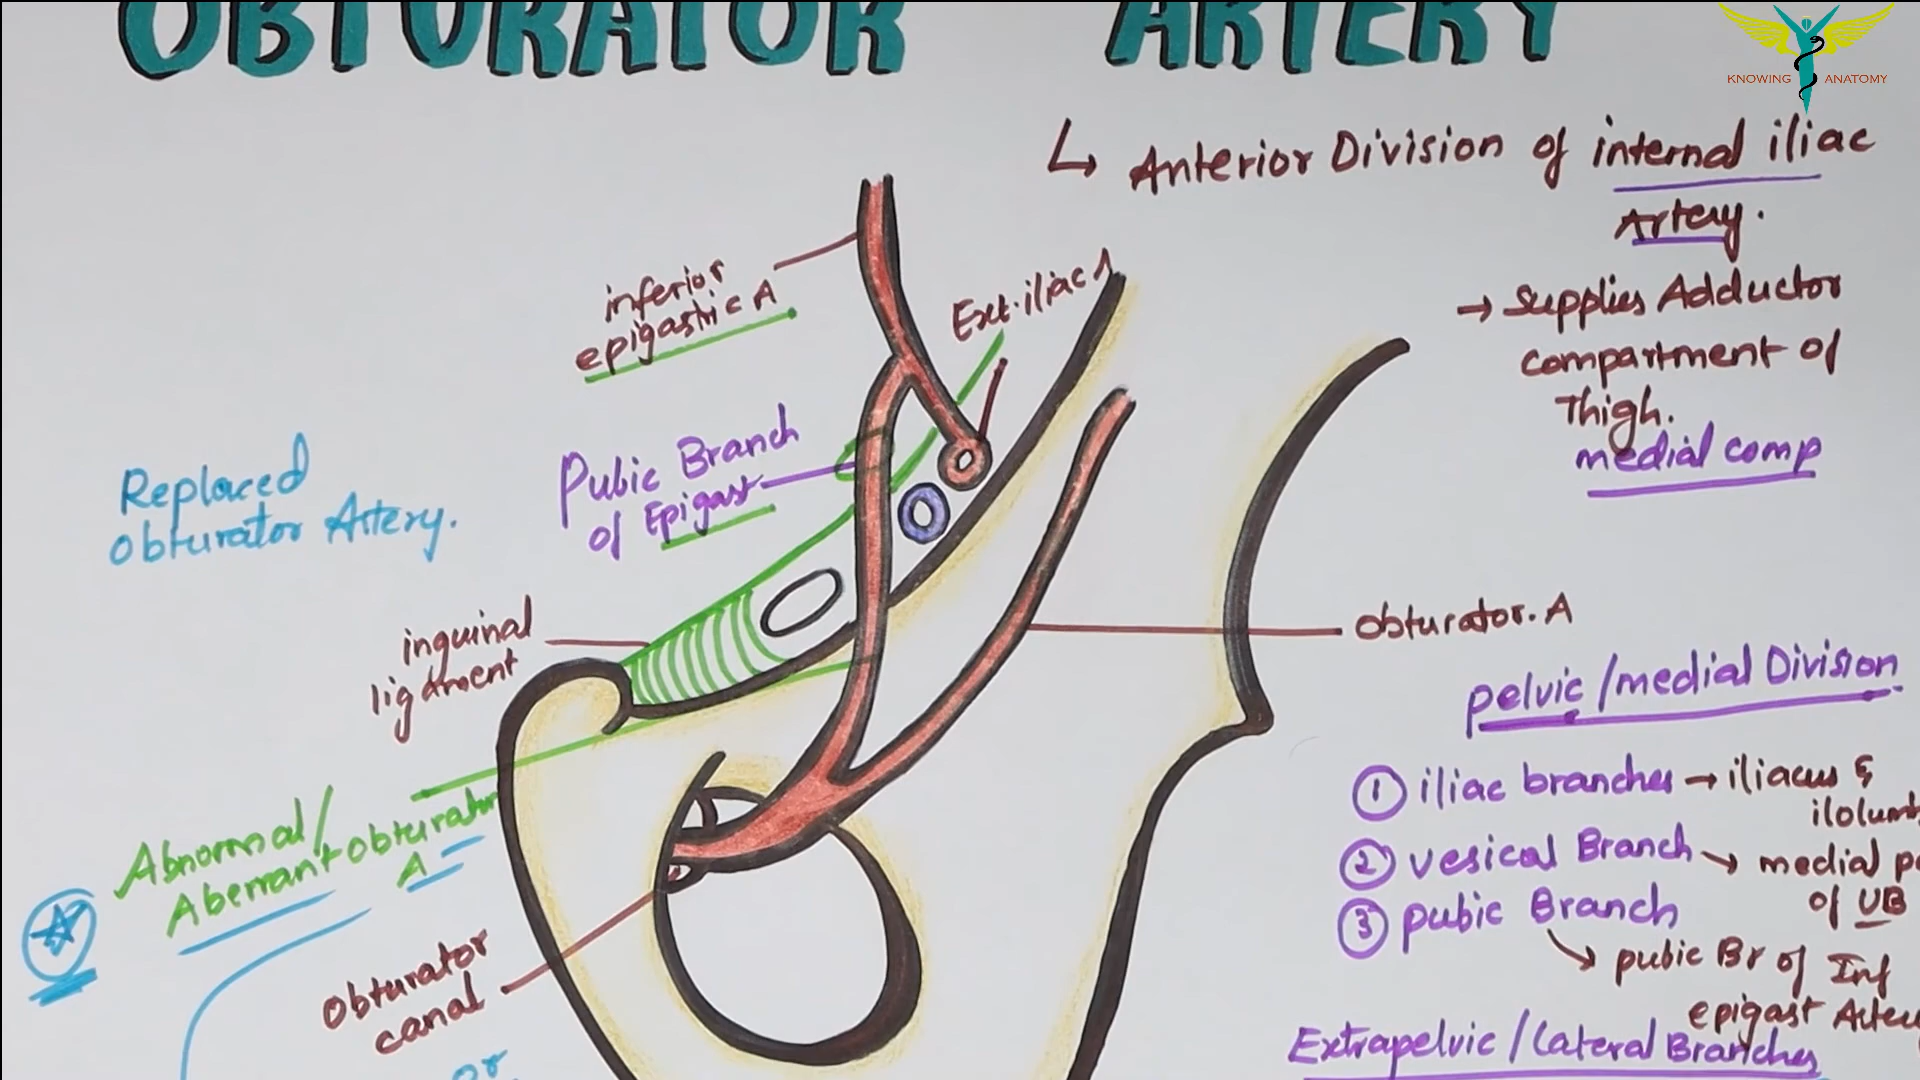 OBTURATOR ARTERY
KNOWING ANATOMY
↳ Anterior Division of internal iliac
Artery.
→ Supplies Adductor
compartment of
Thigh.
medial comp
inferior
epigastric A
Ext. iliac A
Pubic Branch
of Epigast
Replaced
obturator Artery.
inguinal
ligament
obturator. A
pelvic /medial Division
① iliac branches → iliacus &
② vesical Branch → medial
of UB
③ pubic Branch
↘ pubic Br of Inf
epigast
Extrapelvic / Lateral Branches
Abnormal/
Aberrant obturator
A
Obturator
canal
or